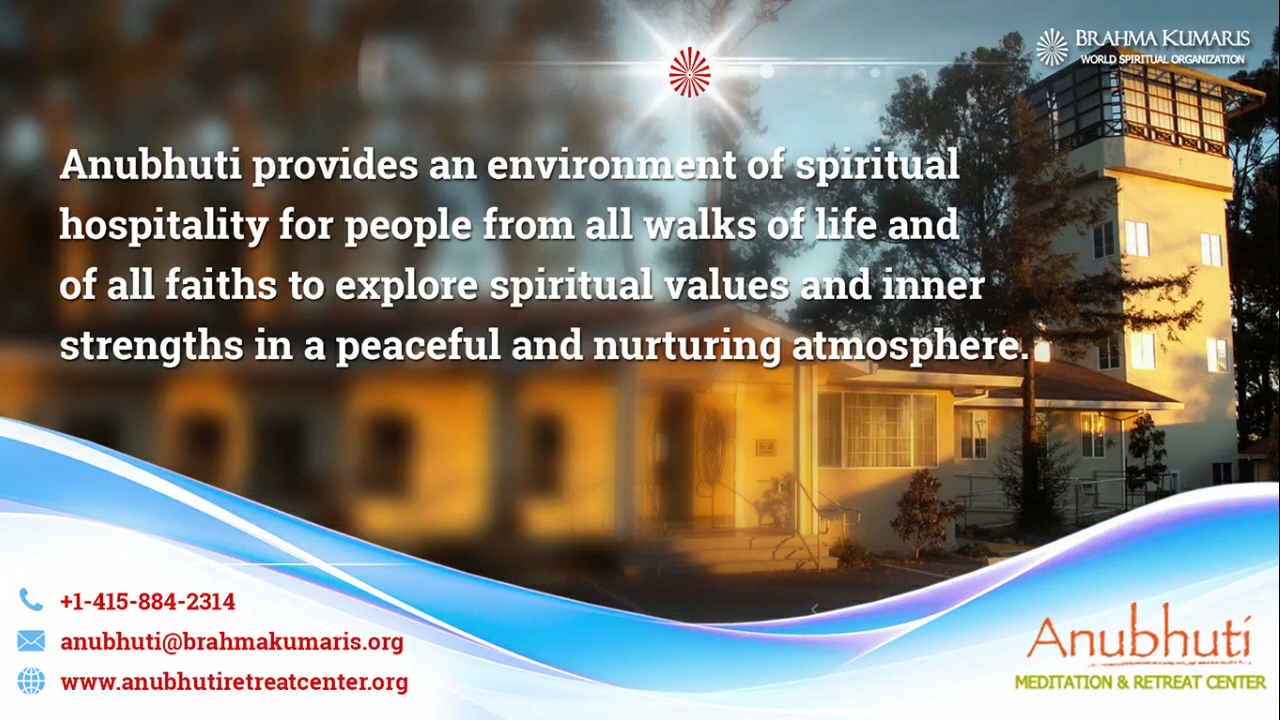 BRAHMA KUMARIS
WORLD SPIRITUAL ORGANIZATION
Anubhuti provides an environment of spiritual
hospitality for people from all walks of life and
of all faiths to explore spiritual values and inner
strengths in a peaceful and nurturing atmosphere.
+1-415-884-2314
anubhuti@brahmakumaris.org
www.anubhutiretreatcenter.org
Anubhuti
MEDITATION & RETREAT CENTER